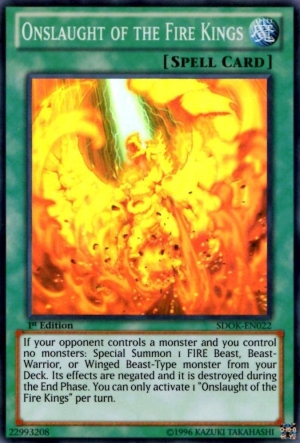 ONSLAUGHT OF THE FIRE KINGS
[SPELL CARD]
1st Edition
SDOK-EN022
If your opponent controls a monster and you control
no monsters: Special Summon 1 FIRE Beast, Beast-
Warrior, or Winged Beast-Type monster from your
Deck. Its effects are negated and it is destroyed during
the End Phase. You can only activate 1 "Onslaught of
the Fire Kings" per turn.
22993208
©1996 KAZUKI TAKAHASHI